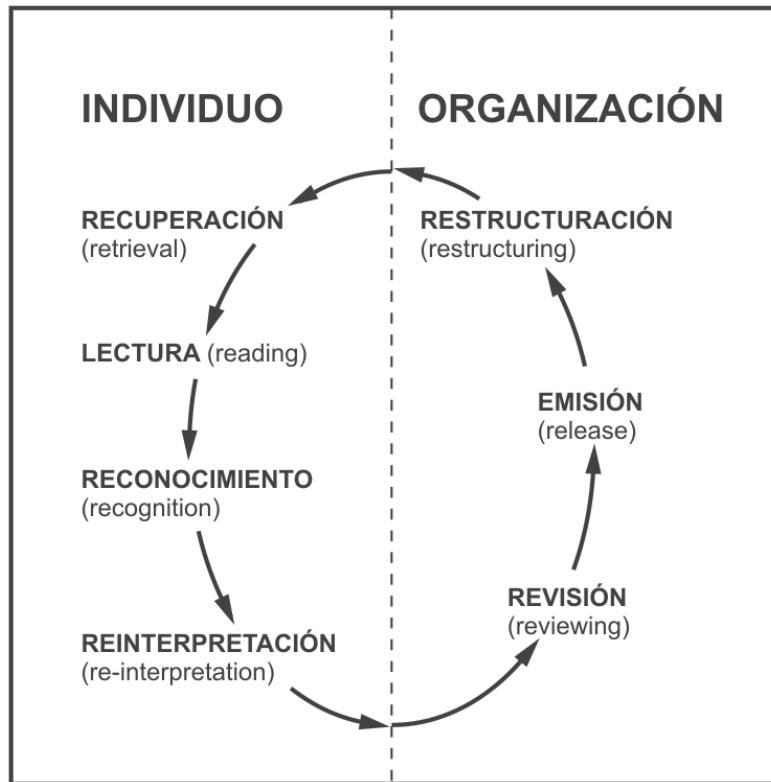 INDIVIDUO
RECUPERACIÓN
(retrieval)
LECTURA (reading)
RECONOCIMIENTO
(recognition)
REINTERPRETACIÓN
(re-interpretation)
ORGANIZACIÓN
RESTRUCTURACIÓN
(restructuring)
EMISIÓN
(release)
REVISIÓN
(reviewing)